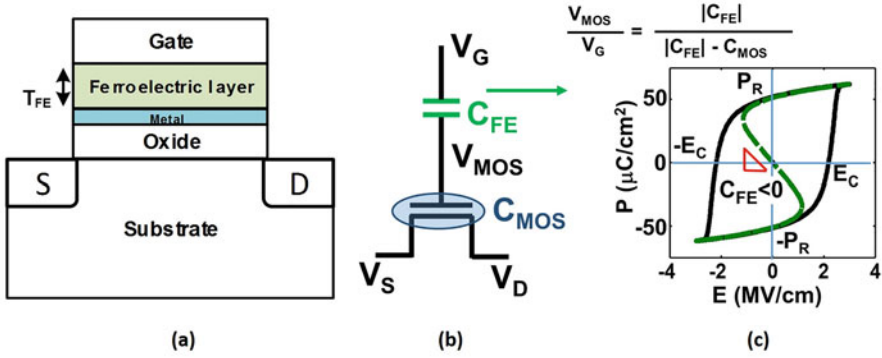 Gate
Ferroelectric layer
T_FE
Metal
Oxide
S
D
Substrate
(a)
V_G
C_FE
V_MOS
C_MOS
V_S
V_D
(b)
V_MOS / V_G = |C_FE| / |C_FE| - C_MOS
P (μC/cm²)
50
0
-50
P_R
-E_C
E_C
C_FE<0
-P_R
-4 -2 0 2 4
E (MV/cm)
(c)